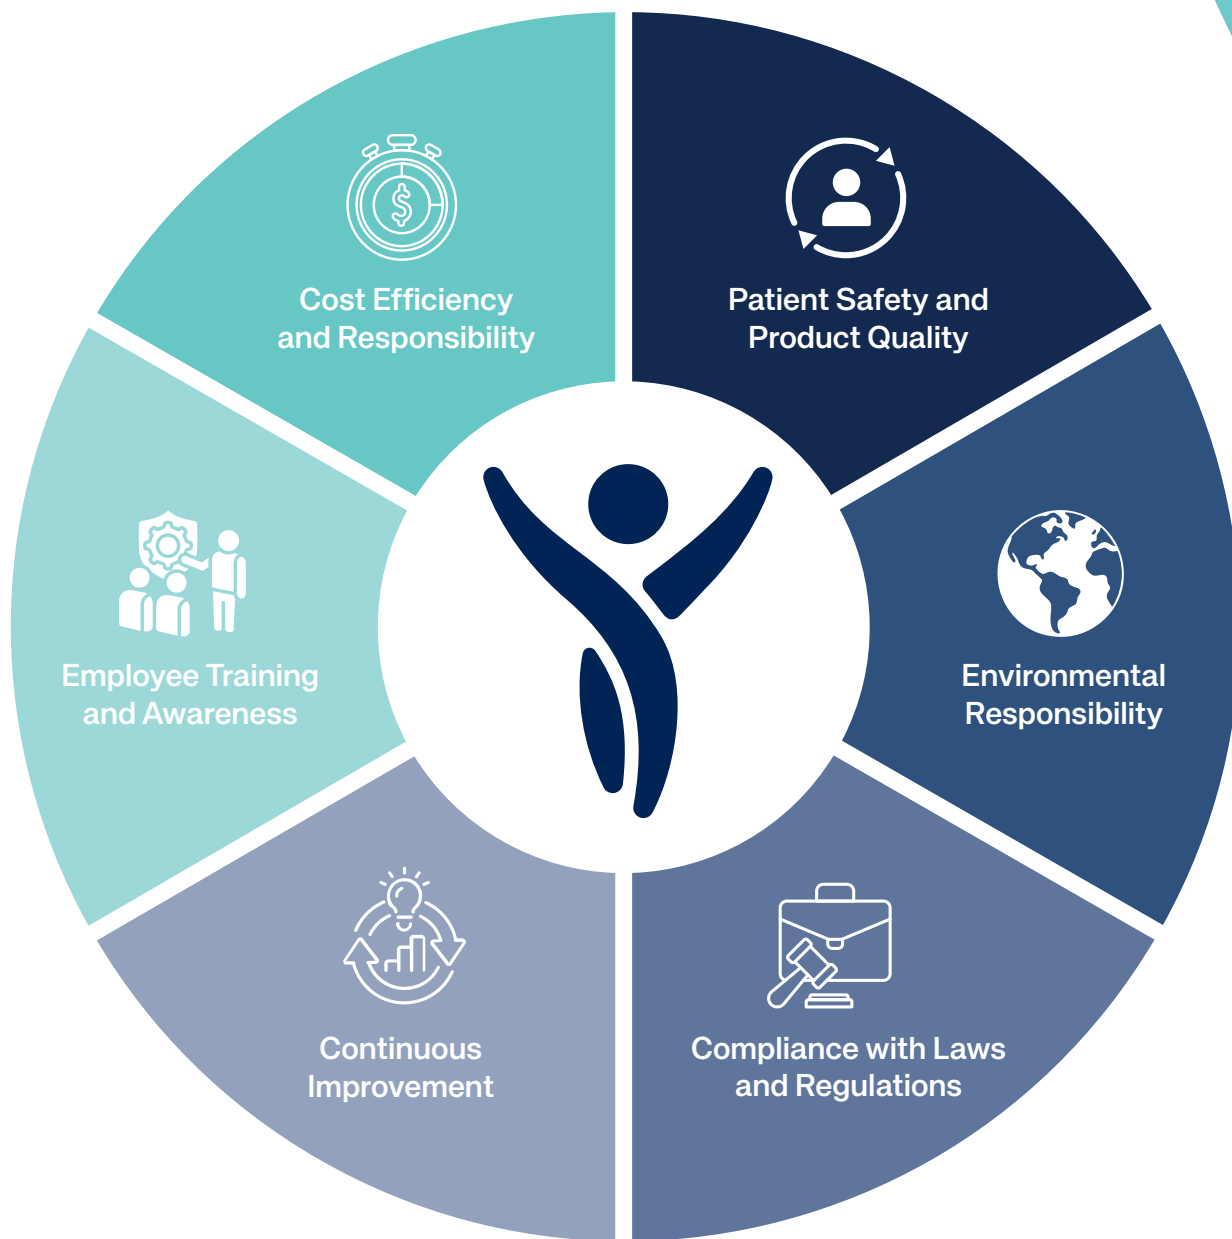 Cost Efficiency
and Responsibility
Patient Safety and
Product Quality
Employee Training
and Awareness
Environmental
Responsibility
Continuous
Improvement
Compliance with Laws
and Regulations